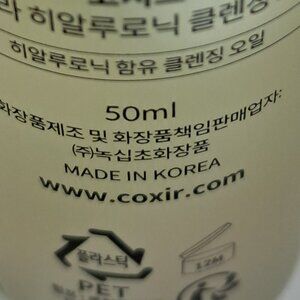 라 히알루로닉 클렌징
히알루로닉 함유 클렌징 오일
50ml
화장품제조 및 화장품책임판매업자:
㈜녹십초화장품
MADE IN KOREA
www.coxir.com
플라스틱
12M
PET